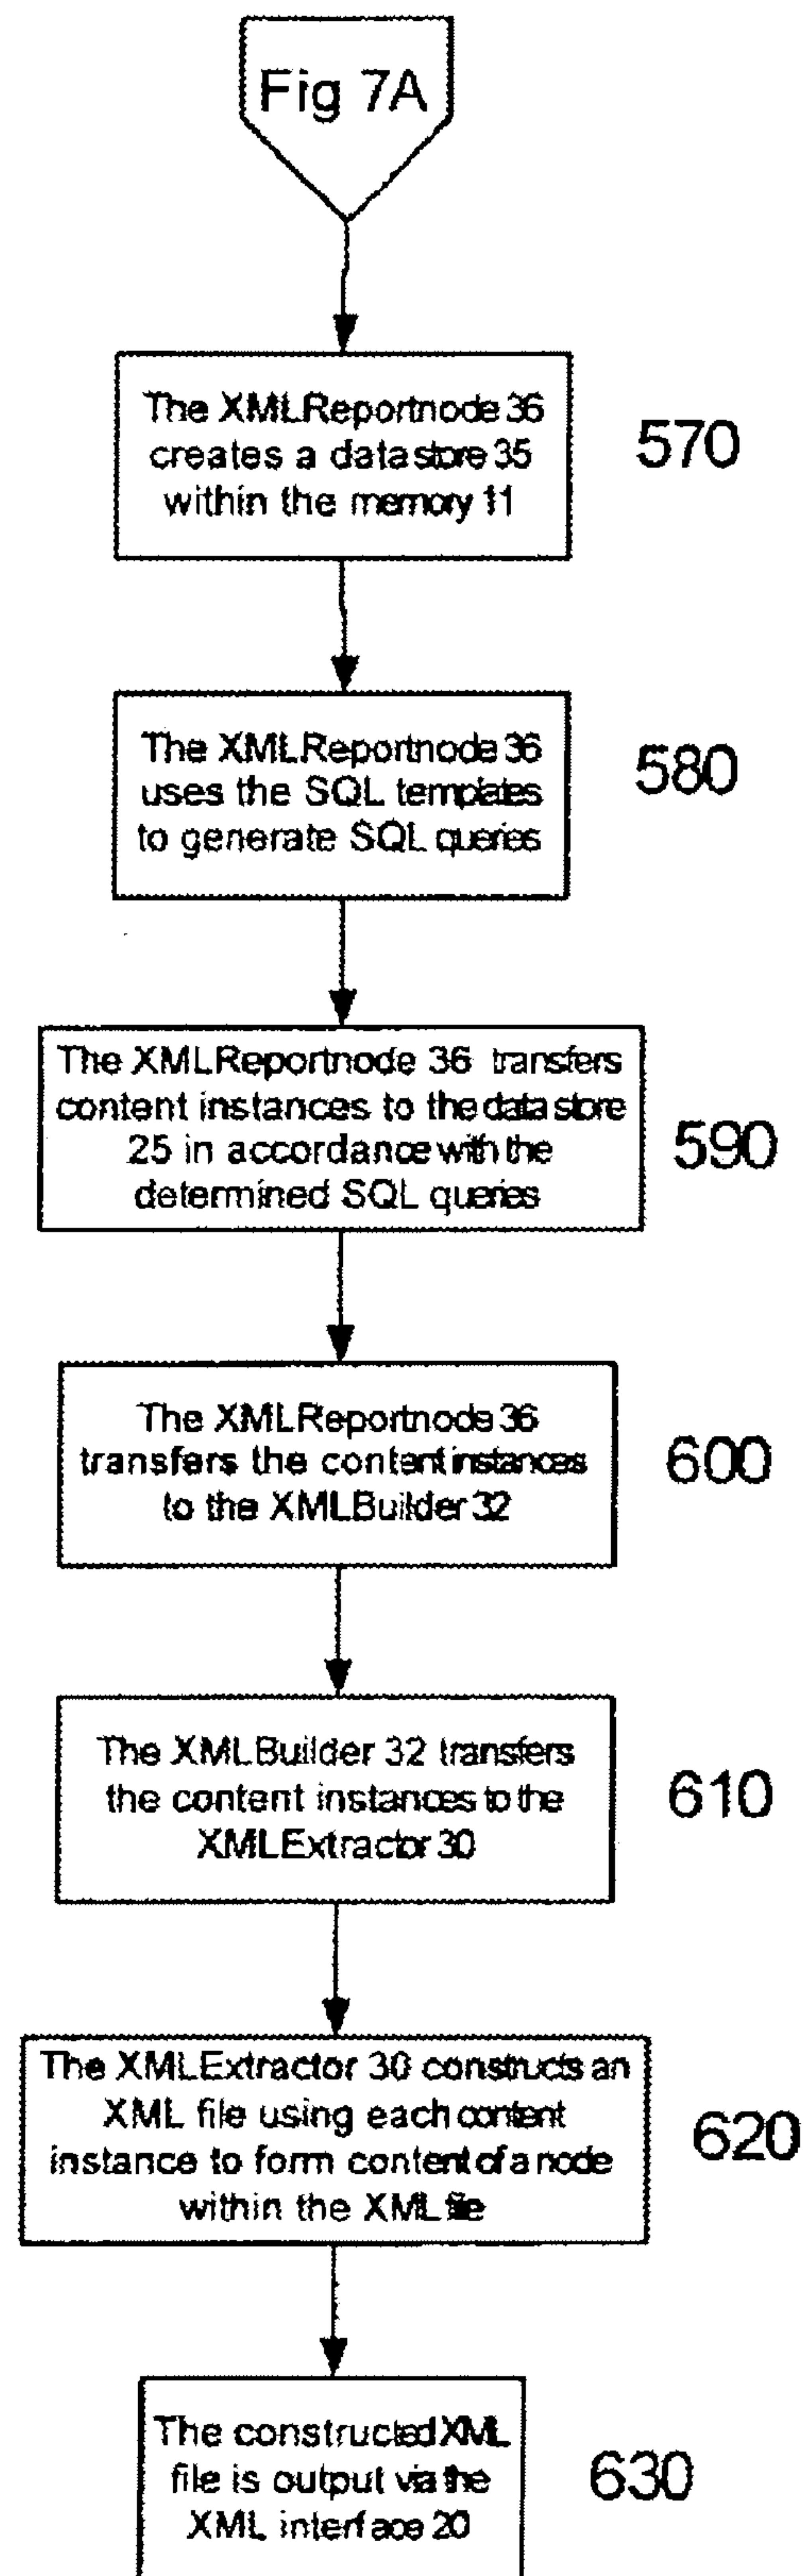 Fig 7A
The XMLReportnode 36
creates a datastore 35
within the memory 11
570
The XMLReportnode 36
uses the SQL templates
to generate SQL queries
580
The XMLReportnode 36 transfers
content instances to the data store
25 in accordance with the
determined SQL queries
590
The XMLReportnode 36
transfers the content instances
to the XMLBuilder 32
600
The XMLBuilder 32 transfers
the content instances to the
XMLExtractor 30
610
The XMLExtractor 30 constructs an
XML file using each content
instance to form content of a node
within the XML file
620
The constructed XML
file is output via the
XML interface 20
630